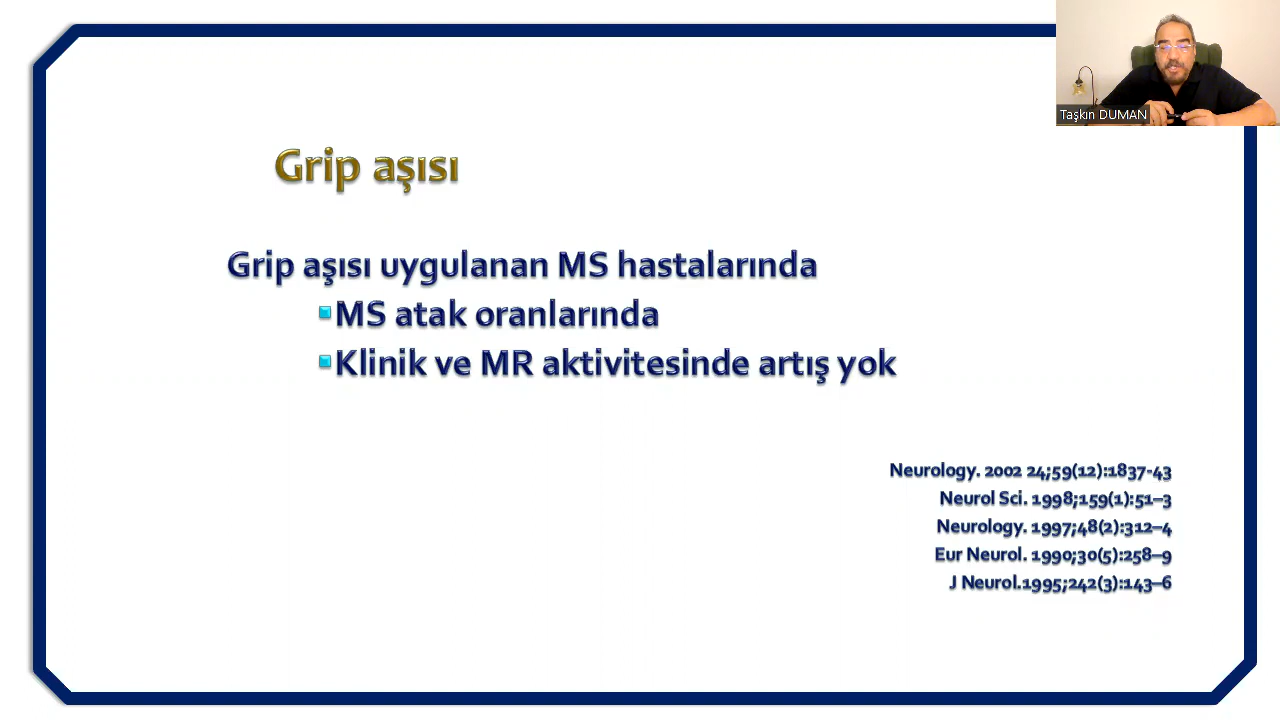 Taşkın DUMAN
Grip aşısı
Grip aşısı uygulanan MS hastalarında
MS atak oranlarında
Klinik ve MR aktivitesinde artış yok
Neurology. 2002 24;59(12):1837-43
Neurol Sci. 1998;159(1):51–3
Neurology. 1997;48(2):312–4
Eur Neurol. 1990;30(5):258–9
J Neurol.1995;242(3):143–6